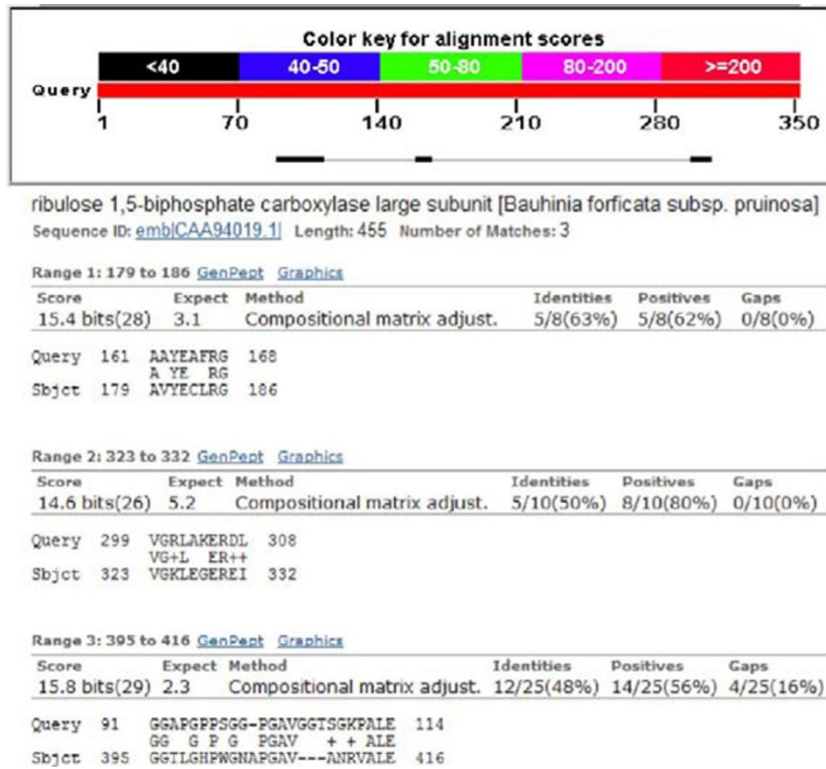 Color key for alignment scores
<40 40-50 50-80 80-200 >=200
Query
1 70 140 210 280 350
ribulose 1,5-biphosphate carboxylase large subunit [Bauhinia forficata subsp. pruinosa]
Sequence ID: emb|CAA94019.1| Length: 455 Number of Matches: 3
Range 1: 179 to 186 GenPept Graphics
Score Expect Method Identities Positives Gaps
15.4 bits(28) 3.1 Compositional matrix adjust. 5/8(63%) 5/8(62%) 0/8(0%)
Query 161 AAYEAFRG 168
A YE RG
Sbjct 179 AVYECLRG 186
Range 2: 323 to 332 GenPept Graphics
Score Expect Method Identities Positives Gaps
14.6 bits(26) 5.2 Compositional matrix adjust. 5/10(50%) 8/10(80%) 0/10(0%)
Query 299 VGRLAKERDL 308
VG+L ER++
Sbjct 323 VGKLEGEREI 332
Range 3: 395 to 416 GenPept Graphics
Score Expect Method Identities Positives Gaps
15.8 bits(29) 2.3 Compositional matrix adjust. 12/25(48%) 14/25(56%) 4/25(16%)
Query 91 GGAPGPPSGG-PGAVGGTSGKPALE 114
GG G P G PGAV + + ALE
Sbjct 395 GGTLGHPWGNAPGAV---ANRVALE 416